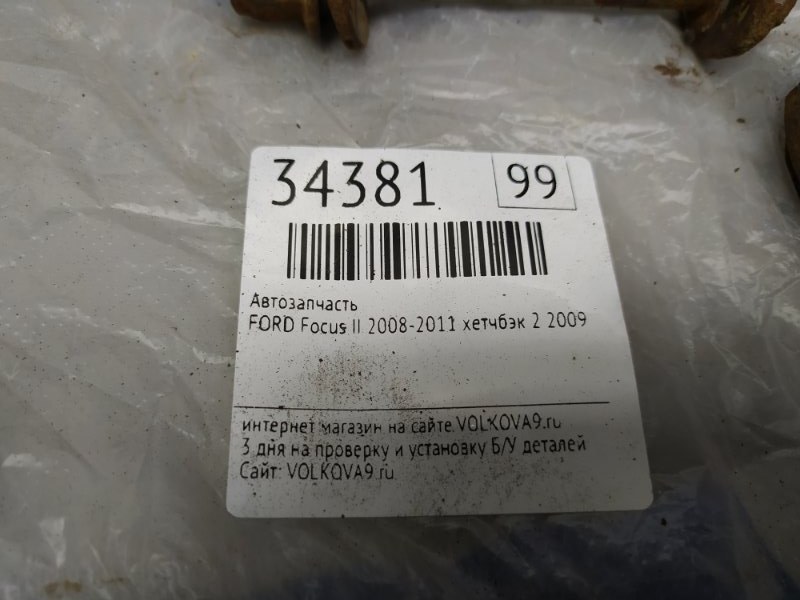 34381 99
Автозапчасть
FORD Focus II 2008-2011 хетчбэк 2 2009
интернет магазин на сайте VOLKOVA9.ru
3 дня на проверку и установку Б/У деталей
Сайт: VOLKOVA9.ru